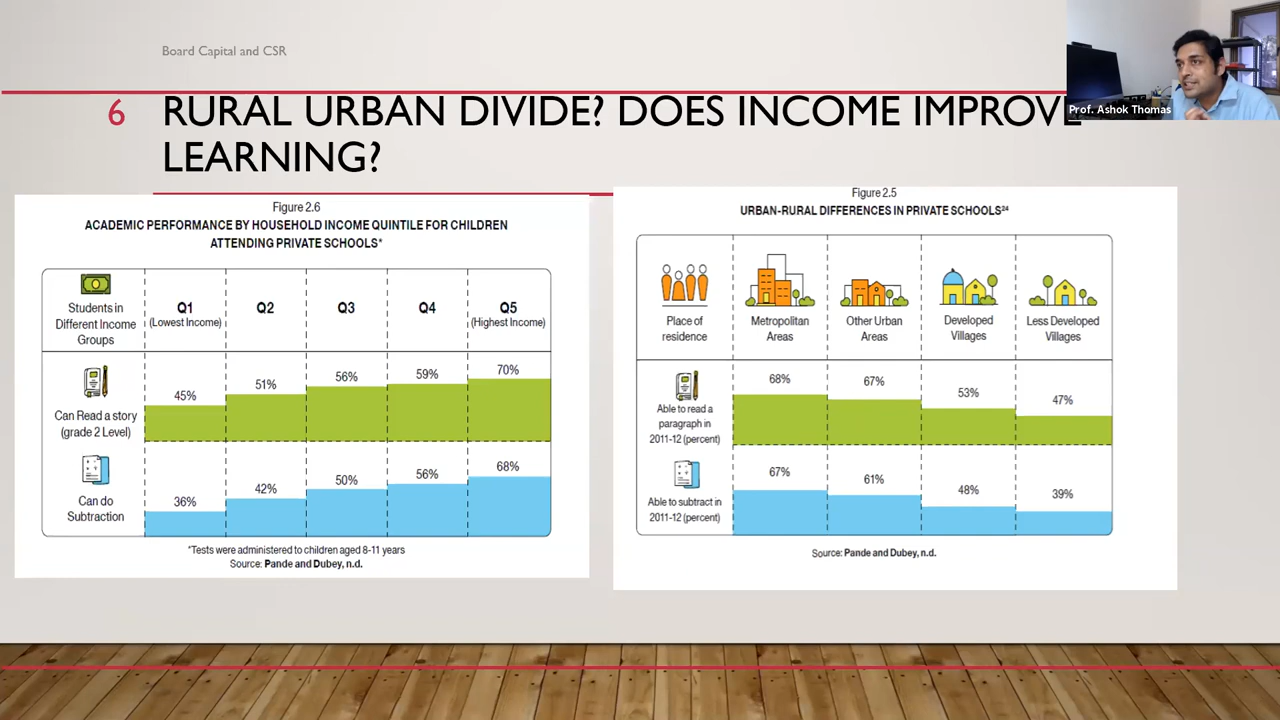 Board Capital and CSR
Prof. Ashok Thomas
6
RURAL URBAN DIVIDE? DOES INCOME IMPROVE
LEARNING?
Figure 2.6
ACADEMIC PERFORMANCE BY HOUSEHOLD INCOME QUINTILE FOR CHILDREN
ATTENDING PRIVATE SCHOOLS*
Students in
Different Income
Groups
Q1
(Lowest Income)
Q2
Q3
Q4
Q5
(Highest Income)
Can Read a story
(grade 2 Level)
45%
51%
56%
59%
70%
Can do
Subtraction
36%
42%
50%
56%
68%
*Tests were administered to children aged 8-11 years
Source: Pande and Dubey, n.d.
Figure 2.5
URBAN-RURAL DIFFERENCES IN PRIVATE SCHOOLS²⁴
Place of
residence
Metropolitan
Areas
Other Urban
Areas
Developed
Villages
Less Developed
Villages
Able to read a
paragraph in
2011-12 (percent)
68%
67%
53%
47%
Able to subtract in
2011-12 (percent)
67%
61%
48%
39%
Source: Pande and Dubey, n.d.